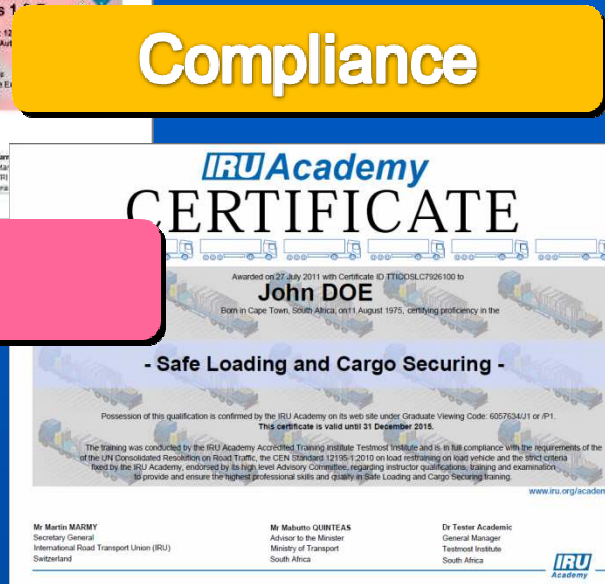 Compliance
IRU Academy
CERTIFICATE
Awarded on 27 July 2011 with Certificate ID TTICDSLC7926100 to
John DOE
Born in Cape Town, South Africa, on11 August 1975, certifying proficiency in the
- Safe Loading and Cargo Securing -
Possession of this qualification is confirmed by the IRU Academy on its web site under Graduate Viewing Code: 6057634/J1 or /P1.
This certificate is valid until 31 December 2015.
The training was conducted by the IRU Academy Accredited Training Institute Testmost Institute and is in full compliance with the requirements of the
of the UN Consolidated Resolution on Road Traffic, the CEN Standard 12195-1:2010 on load restraining on load vehicle and the strict criteria
fixed by the IRU Academy, endorsed by its high level Advisory Committee, regarding instructor qualifications, training and examination
to provide and ensure the highest professional skills and quality in Safe Loading and Cargo Securing training.
www.iru.org/academ
Mr Martin MARMY
Secretary General
International Road Transport Union (IRU)
Switzerland
Mr Mabutto QUINTEAS
Advisor to the Minister
Ministry of Transport
South Africa
Dr Tester Academic
General Manager
Testmost Institute
South Africa
IRU
Academy